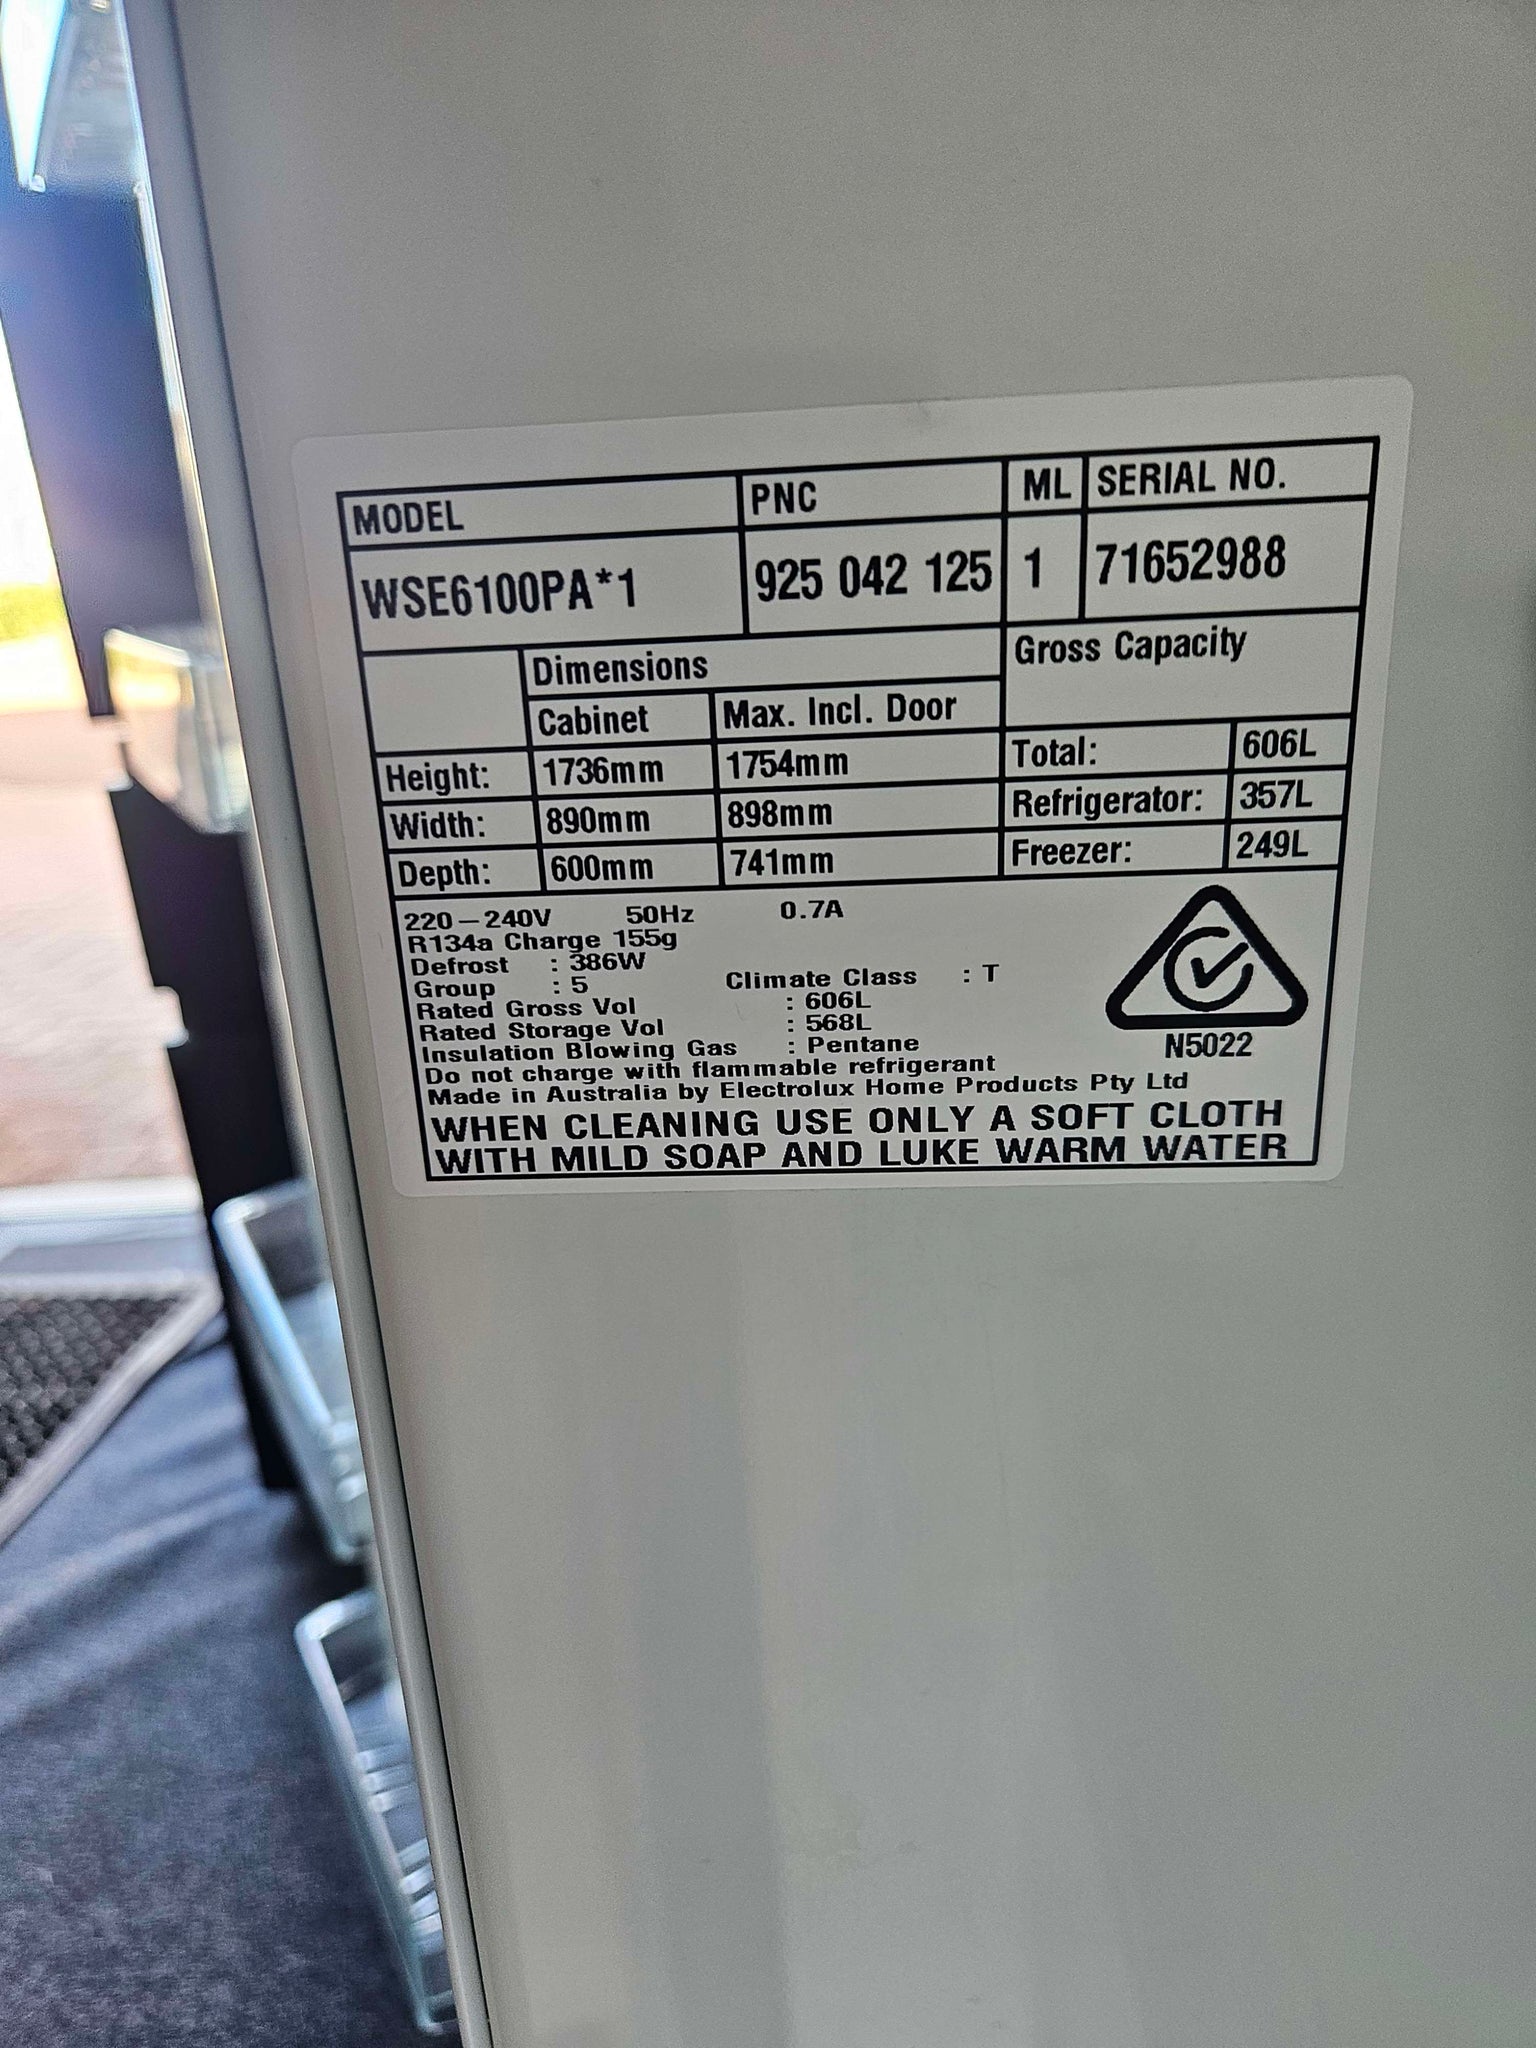 MODEL PNC ML SERIAL NO.
WSE6100PA*1 925 042 125 1 71652988
Dimensions Gross Capacity
Cabinet Max. Incl. Door
Height: 1736mm 1754mm Total: 606L
Width: 890mm 898mm Refrigerator: 357L
Depth: 600mm 741mm Freezer: 249L
220–240V 50Hz 0.7A
R134a Charge 155g
Defrost : 386W
Group : 5 Climate Class : T
Rated Gross Vol : 606L
Rated Storage Vol : 568L
Insulation Blowing Gas : Pentane
N5022
Do not charge with flammable refrigerant
Made in Australia by Electrolux Home Products Pty Ltd
WHEN CLEANING USE ONLY A SOFT CLOTH
WITH MILD SOAP AND LUKE WARM WATER